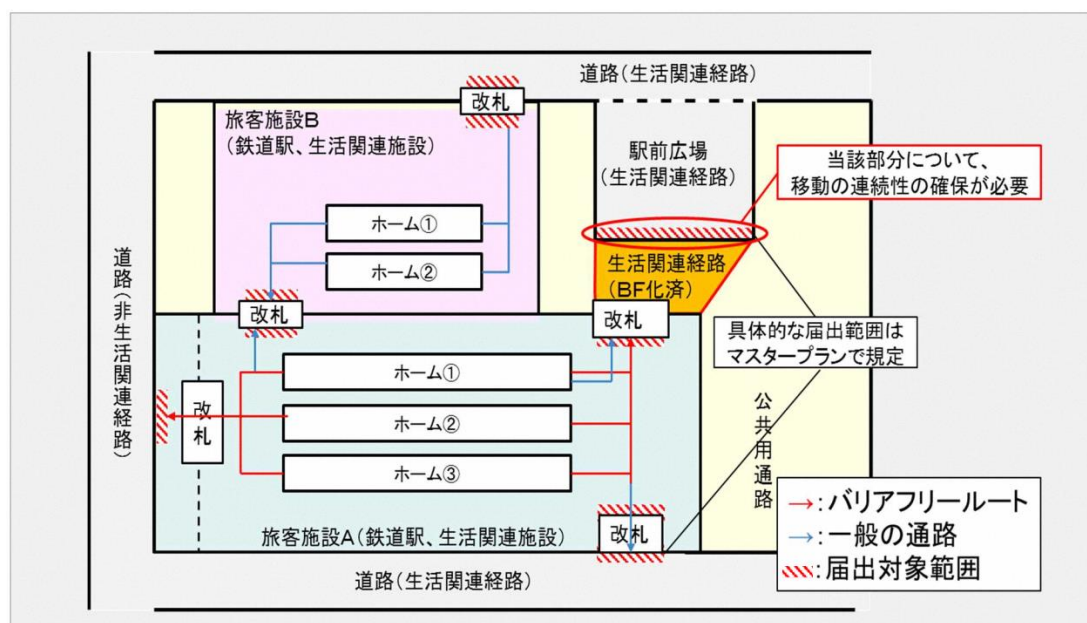 道路(生活関連経路)
改札
旅客施設B
(鉄道駅、生活関連施設)
駅前広場
(生活関連経路)
当該部分について、
移動の連続性の確保が必要
ホーム①
ホーム②
生活関連経路
(BF化済)
道路(非生活関連経路)
改札
改札
具体的な届出範囲は
マスタープランで規定
ホーム①
改札
ホーム②
ホーム③
公共用通路
旅客施設A(鉄道駅、生活関連施設)
改札
道路(生活関連経路)
→:バリアフリールート
→:一般の通路
:届出対象範囲